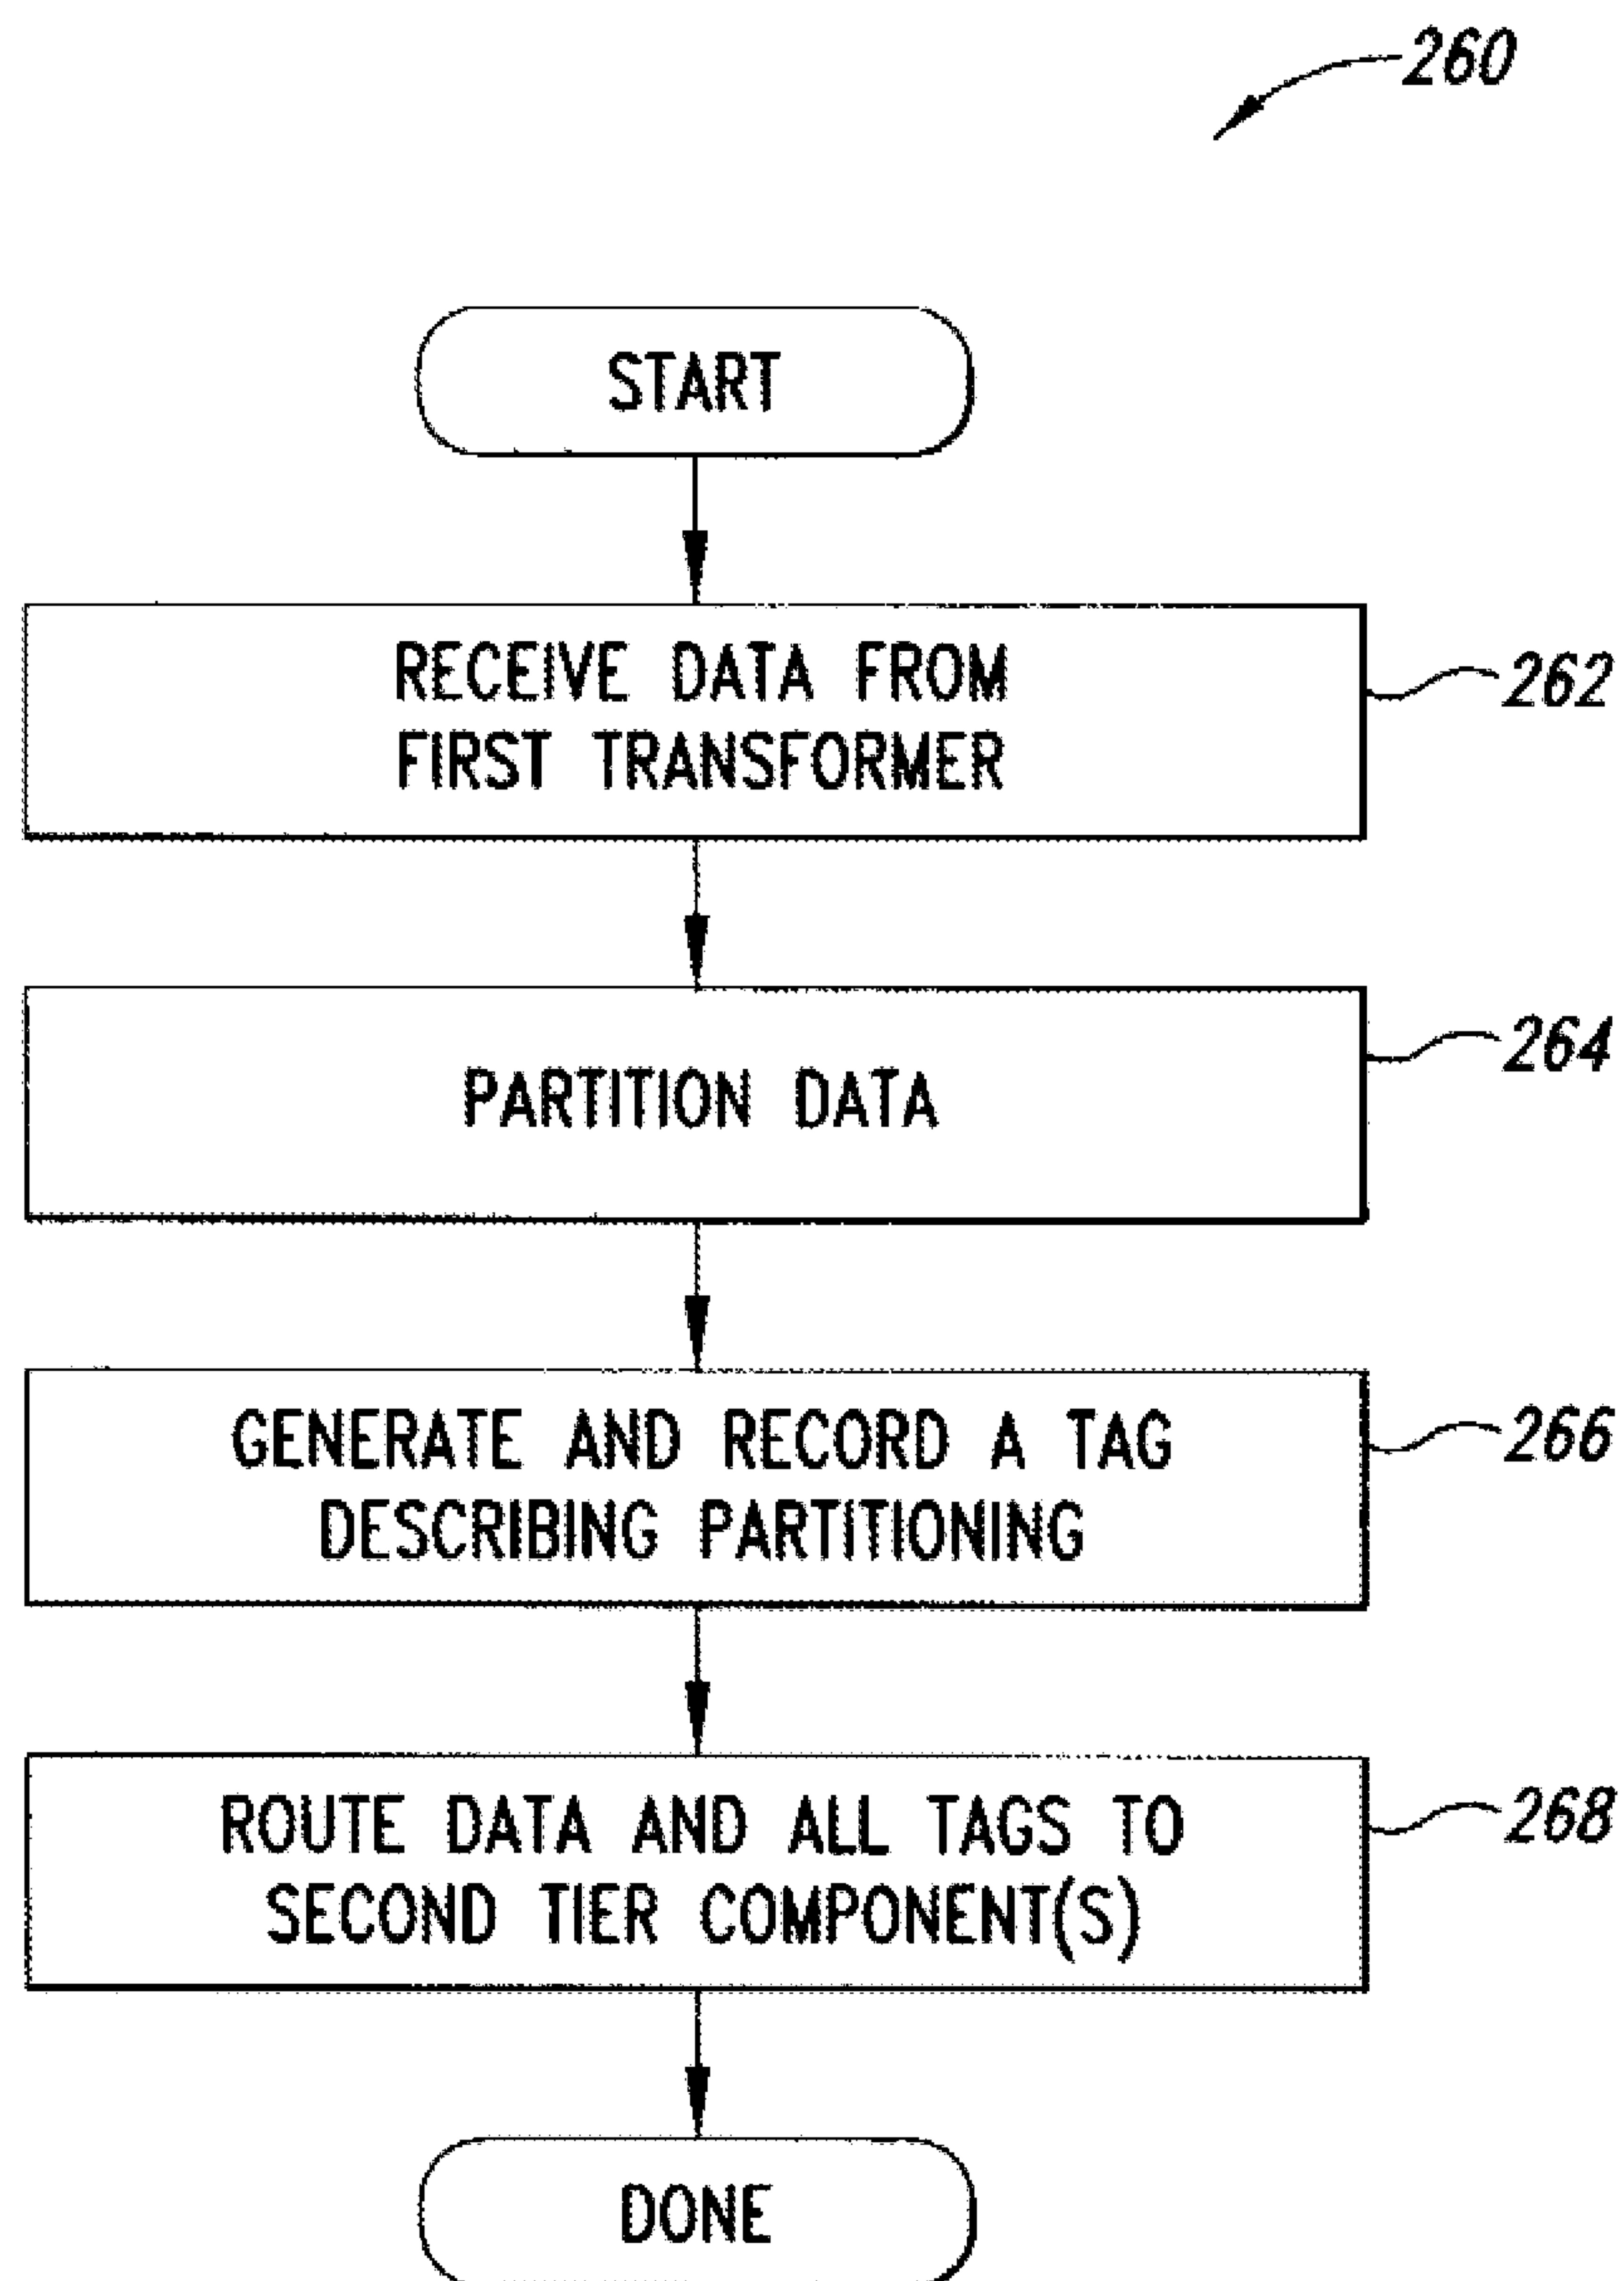 260
START
RECEIVE DATA FROM
FIRST TRANSFORMER
262
PARTITION DATA
264
GENERATE AND RECORD A TAG
DESCRIBING PARTITIONING
266
ROUTE DATA AND ALL TAGS TO
SECOND TIER COMPONENT(S)
268
DONE